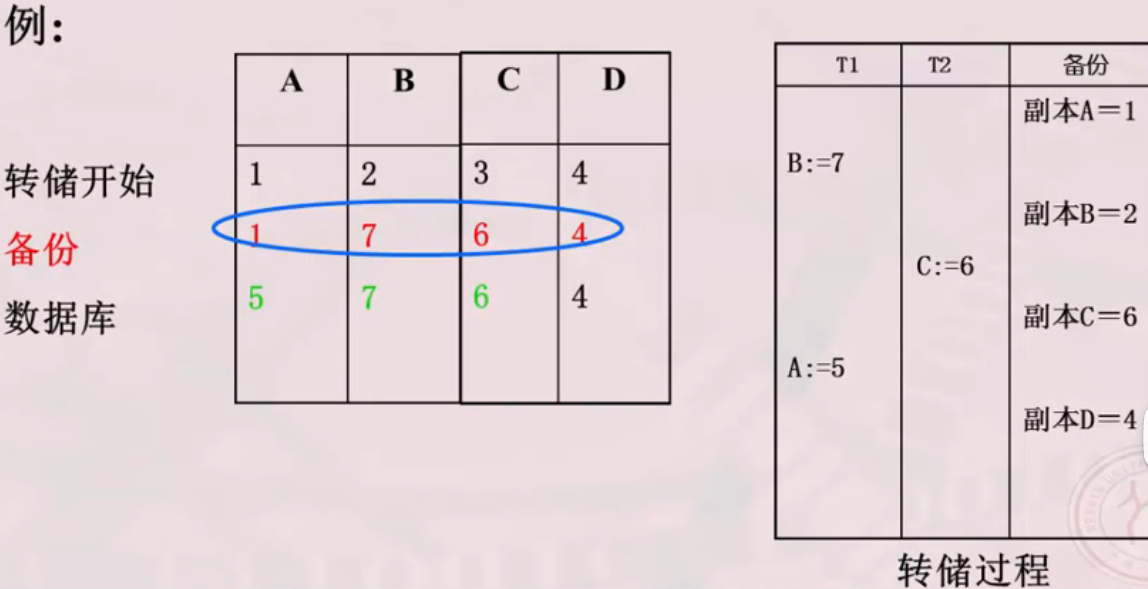 例:
A B C D
转储开始 1 2 3 4
备份 1 7 6 4
数据库 5 7 6 4
T1 T2 备份
副本A＝1
B:=7
副本B＝2
C:=6
副本C＝6
A:=5
副本D＝4
转储过程